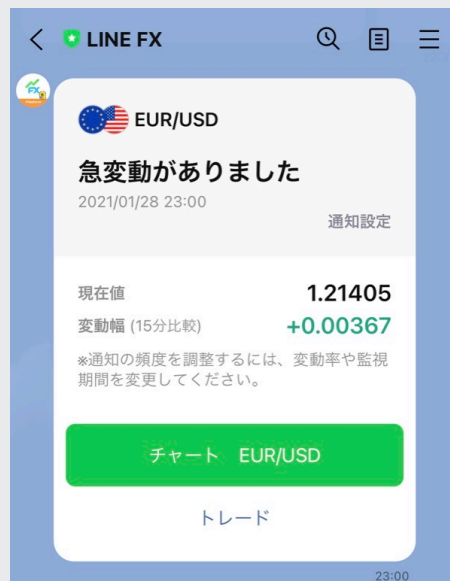 LINE FX
FX
EUR/USD
急変動がありました
2021/01/28 23:00
通知設定
現在値 1.21405
変動幅 (15分比較) +0.00367
※通知の頻度を調整するには、変動率や監視
期間を変更してください。
チャート EUR/USD
トレード
23:00